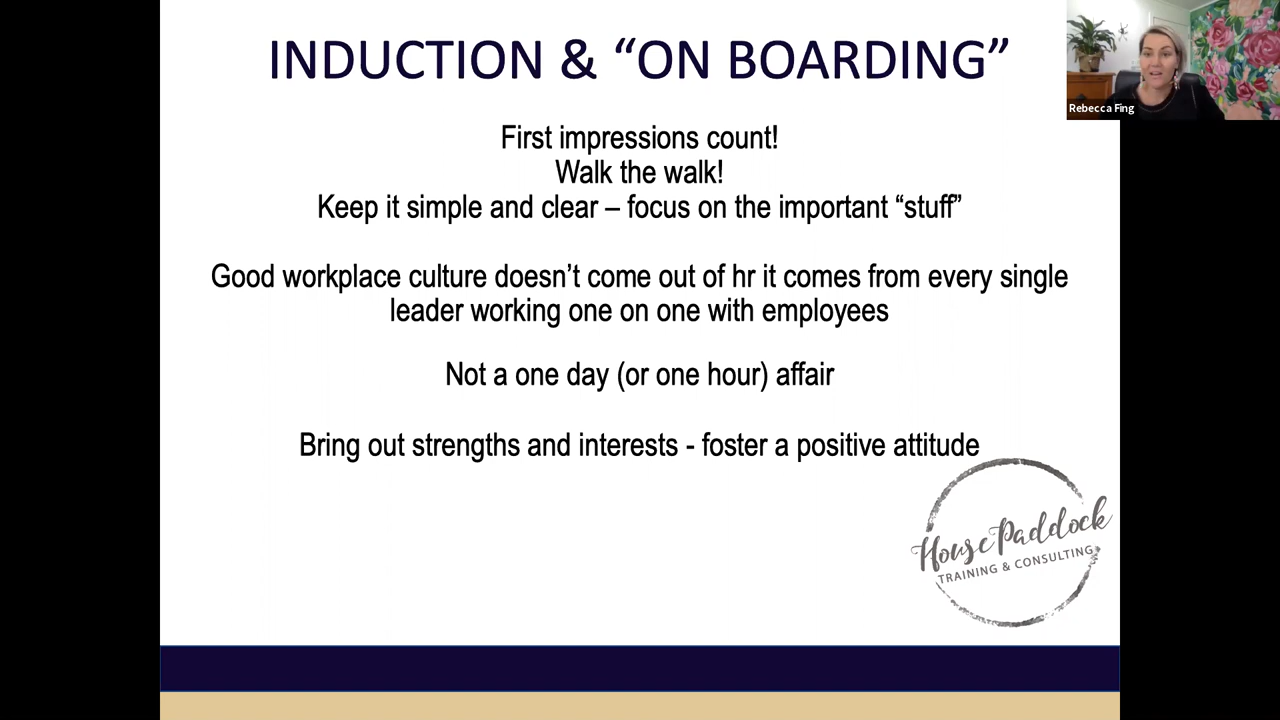 INDUCTION & “ON BOARDING”
Rebecca Fing
First impressions count!
Walk the walk!
Keep it simple and clear – focus on the important “stuff”
Good workplace culture doesn’t come out of hr it comes from every single
leader working one on one with employees
Not a one day (or one hour) affair
Bring out strengths and interests - foster a positive attitude
House Paddock
TRAINING & CONSULTING